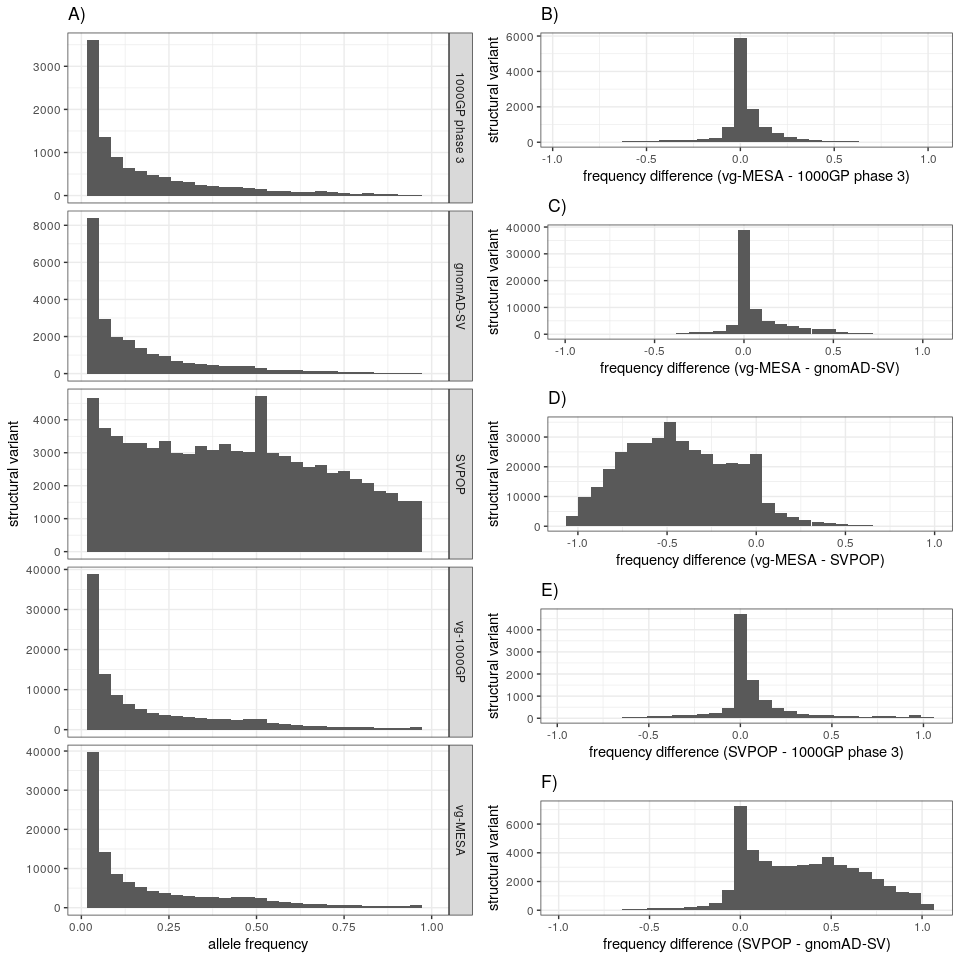 A)
structural variant
3000
2000
1000
0
1000GP phase 3
8000
6000
4000
2000
0
gnomAD-SV
4000
3000
2000
1000
0
SVPOP
40000
30000
20000
10000
0
vg-1000GP
40000
30000
20000
10000
0
vg-MESA
0.00 0.25 0.50 0.75 1.00
allele frequency
B)
structural variant
6000
4000
2000
0
-1.0 -0.5 0.0 0.5 1.0
frequency difference (vg-MESA - 1000GP phase 3)
C)
structural variant
40000
30000
20000
10000
0
-1.0 -0.5 0.0 0.5 1.0
frequency difference (vg-MESA - gnomAD-SV)
D)
structural variant
30000
20000
10000
0
-1.0 -0.5 0.0 0.5 1.0
frequency difference (vg-MESA - SVPOP)
E)
structural variant
4000
3000
2000
1000
0
-1.0 -0.5 0.0 0.5 1.0
frequency difference (SVPOP - 1000GP phase 3)
F)
structural variant
6000
4000
2000
0
-1.0 -0.5 0.0 0.5 1.0
frequency difference (SVPOP - gnomAD-SV)